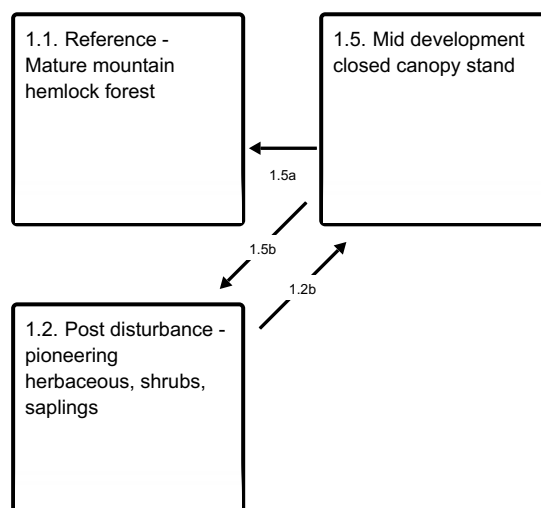 1.1. Reference -
Mature mountain
hemlock forest
1.5. Mid development
closed canopy stand
1.5a
1.5b
1.2b
1.2. Post disturbance -
pioneering
herbaceous, shrubs,
saplings